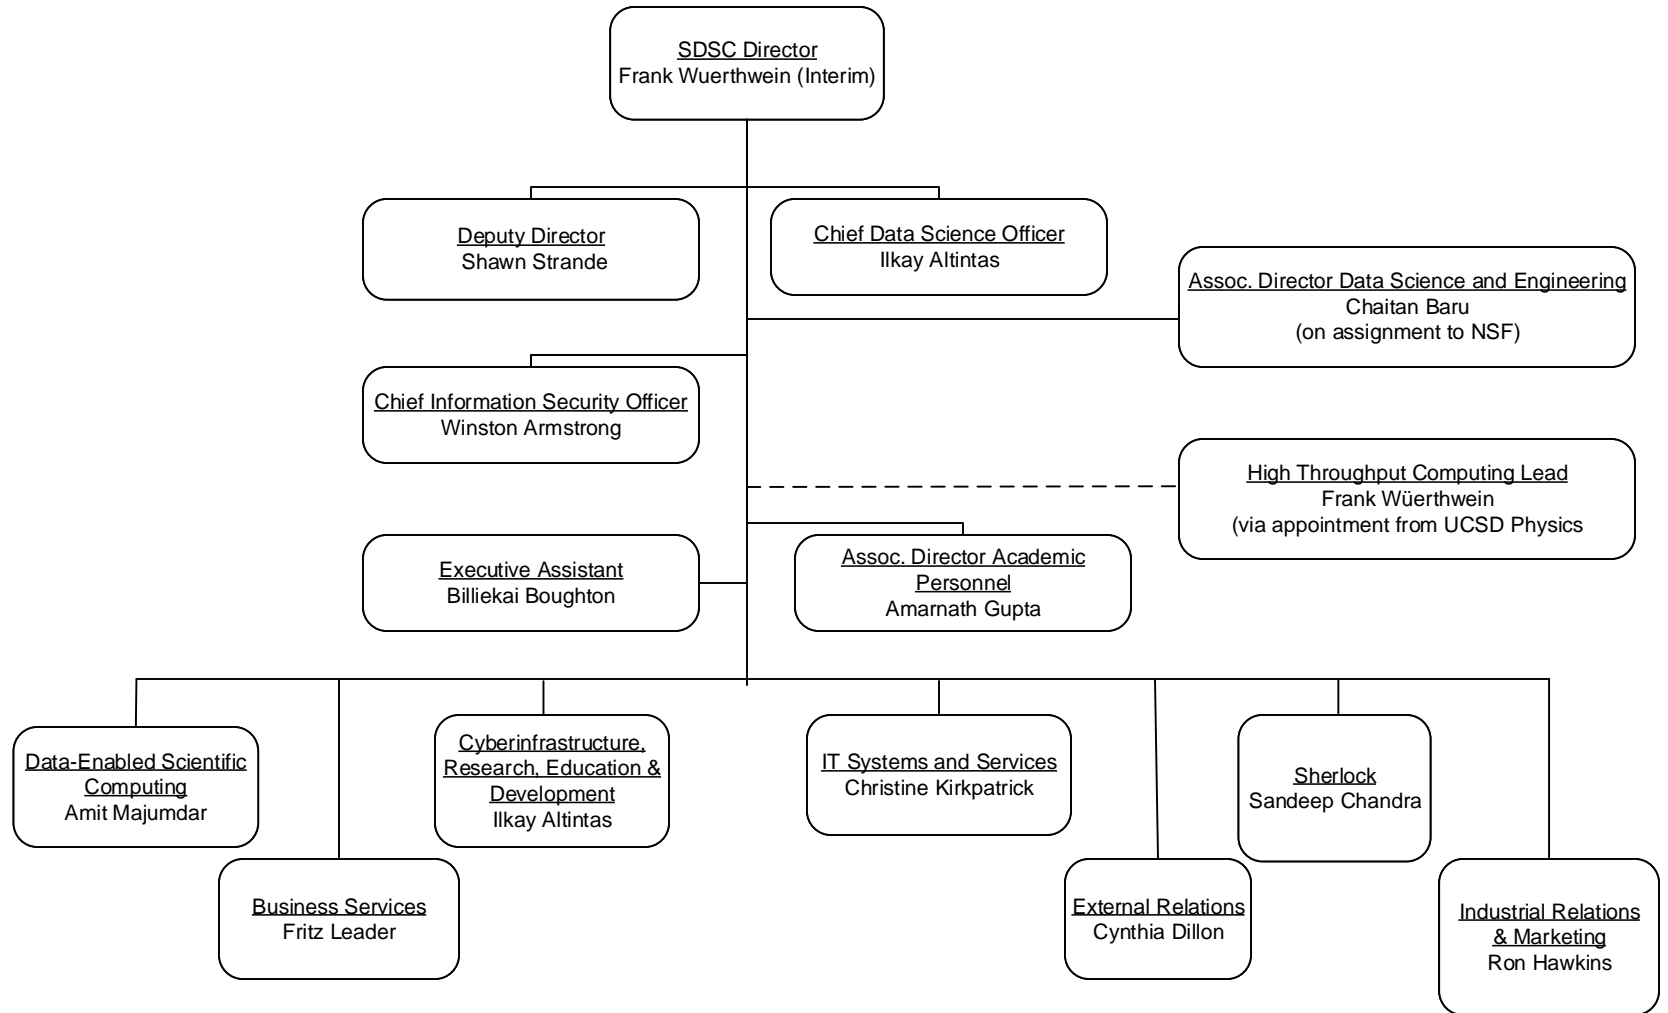 SDSC Director
Frank Wuerthwein (Interim)
Deputy Director
Shawn Strande
Chief Data Science Officer
Ilkay Altintas
Assoc. Director Data Science and Engineering
Chaitan Baru
(on assignment to NSF)
Chief Information Security Officer
Winston Armstrong
High Throughput Computing Lead
Frank Wüerthwein
(via appointment from UCSD Physics
Executive Assistant
Billiekai Boughton
Assoc. Director Academic
Personnel
Amarnath Gupta
Data-Enabled Scientific
Computing
Amit Majumdar
Cyberinfrastructure,
Research, Education &
Development
Ilkay Altintas
IT Systems and Services
Christine Kirkpatrick
Sherlock
Sandeep Chandra
Business Services
Fritz Leader
External Relations
Cynthia Dillon
Industrial Relations
& Marketing
Ron Hawkins